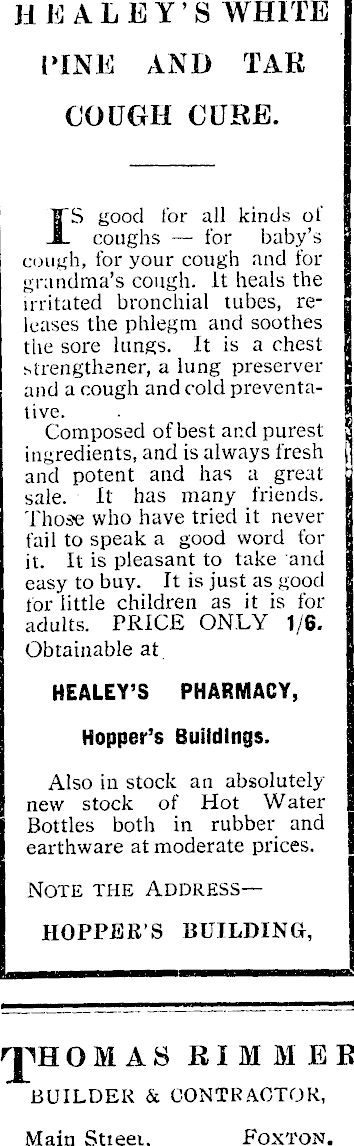 HEALEY'S WHITE
PINE AND TAR
COUGH CURE.
IS good for all kinds of
coughs — for baby's
cough, for your cough and for
grandma's cough. It heals the
irritated bronchial tubes, re-
leases the phlegm and soothes
the sore lungs. It is a chest
strengthener, a lung preserver
and a cough and cold preventa-
tive.
Composed of best and purest
ingredients, and is always fresh
and potent and has a great
sale. It has many friends.
Those who have tried it never
fail to speak a good word for
it. It is pleasant to take and
easy to buy. It is just as good
for little children as it is for
adults. PRICE ONLY 1/6.
Obtainable at
HEALEY'S PHARMACY,
Hopper's Buildings.
Also in stock an absolutely
new stock of Hot Water
Bottles both in rubber and
earthware at moderate prices.
NOTE THE ADDRESS—
HOPPER'S BUILDING,
THOMAS RIMMER
BUILDER & CONTRACTOR,
Main Street, FOXTON.